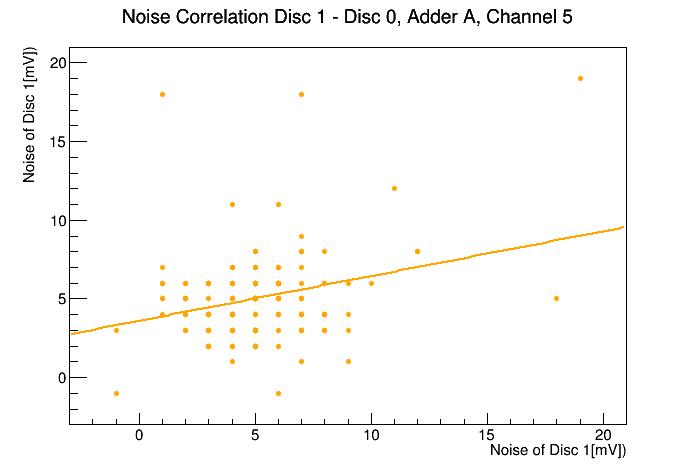 Noise Correlation Disc 1 - Disc 0, Adder A, Channel 5
Noise of Disc 1[mV])
20
15
10
5
0
0 5 10 15 20
Noise of Disc 1[mV])